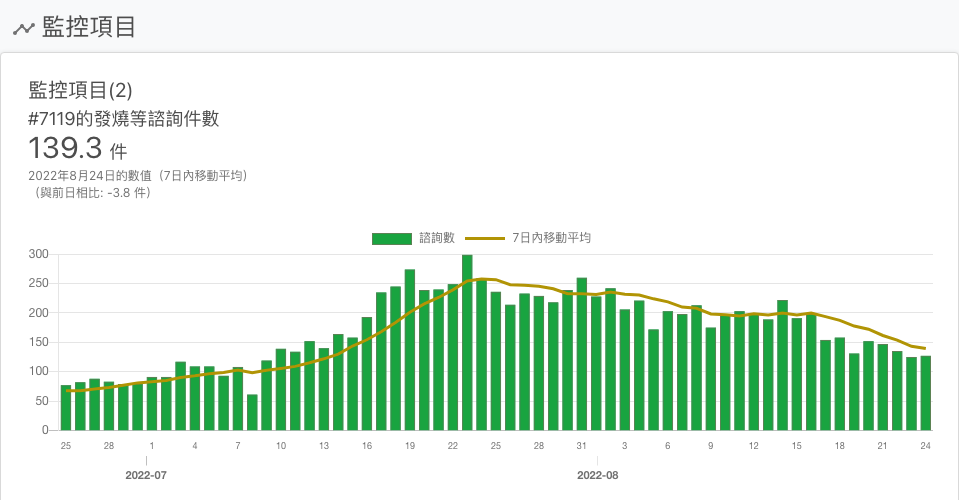 監控項目
監控項目(2)
#7119的發燒等諮詢件數
139.3 件
2022年8月24日的數值（7日內移動平均）
（與前日相比: -3.8 件）
諮詢數 7日內移動平均
300
250
200
150
100
50
0
25 28 1 4 7 10 13 16 19 22 25 28 31 3 6 9 12 15 18 21 24
2022-07 2022-08